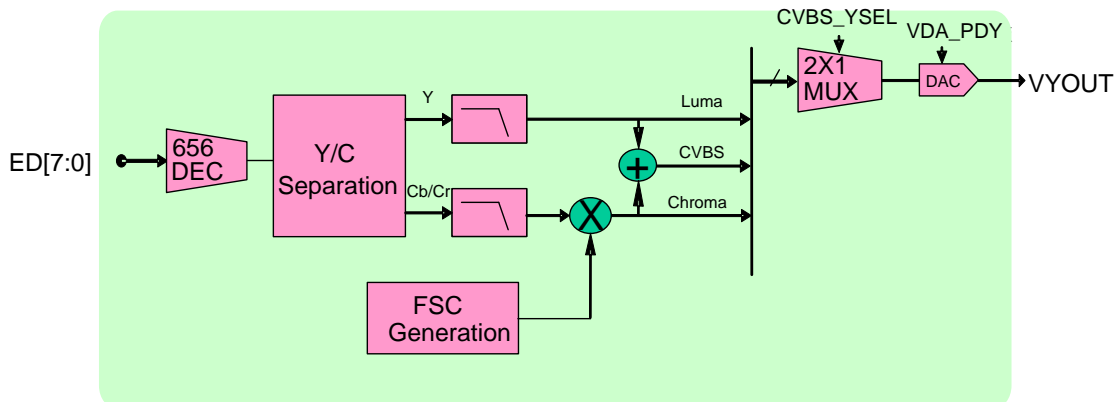 CVBS_YSEL
VDA_PDY
2X1
MUX
DAC
VYOUT
ED[7:0]
656
DEC
Y/C
Separation
Y
Cb/Cr
Luma
+
CVBS
X
Chroma
FSC
Generation